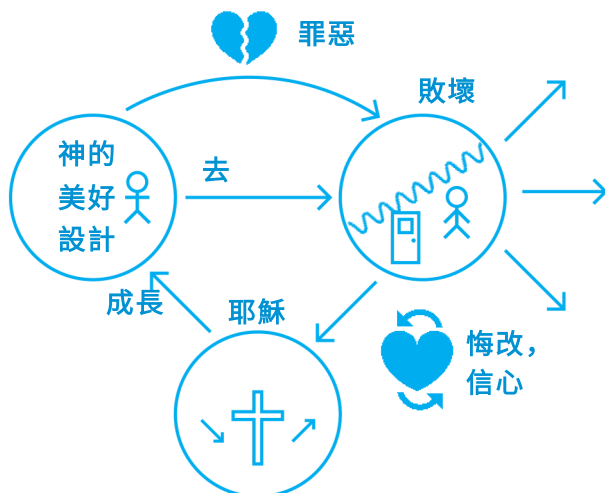 罪惡
敗壞
神的
美好
設計
去
成長
耶穌
悔改，
信心